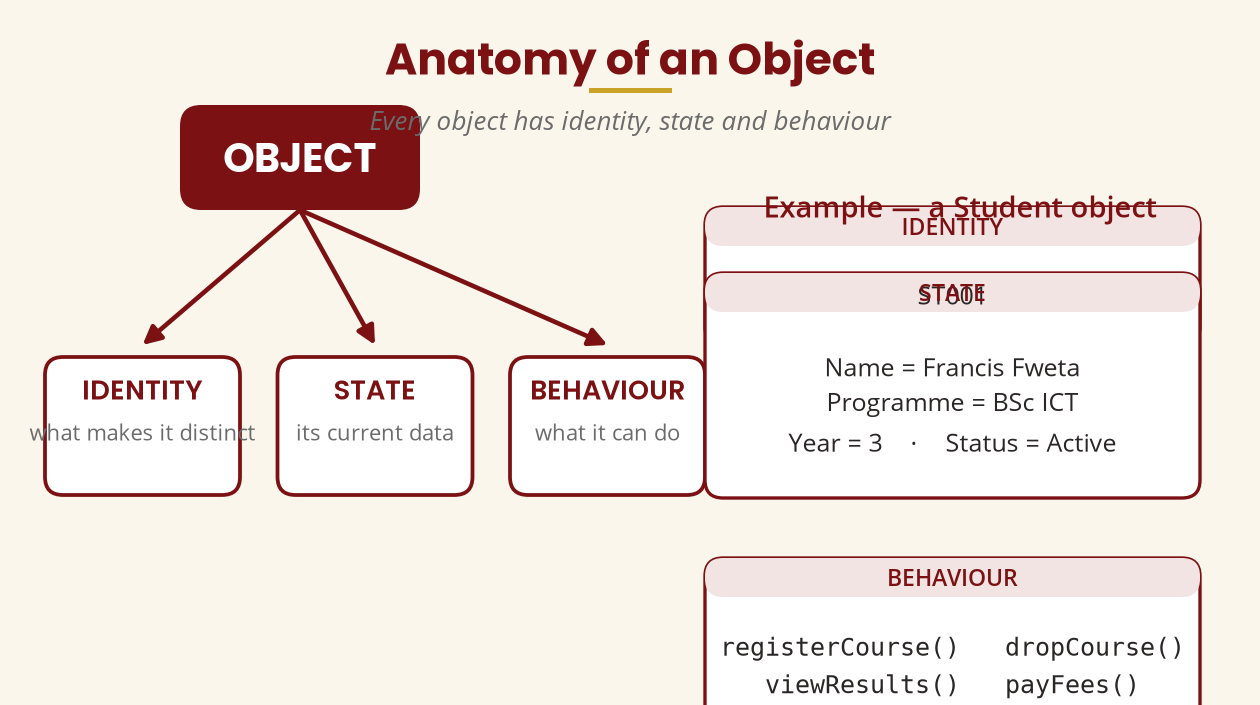 Anatomy of an Object
Every object has identity, state and behaviour
OBJECT
IDENTITY
what makes it distinct
STATE
its current data
BEHAVIOUR
what it can do
Example — a Student object
IDENTITY
STATE
Name = Francis Fweta
Programme = BSc ICT
Year = 3 · Status = Active
BEHAVIOUR
registerCourse() dropCourse()
viewResults() payFees()